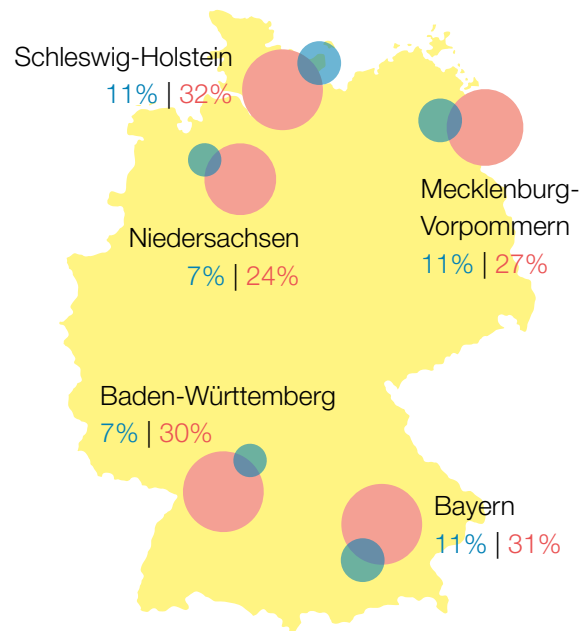 Schleswig-Holstein
11% | 32%
Mecklenburg-
Vorpommern
11% | 27%
Niedersachsen
7% | 24%
Baden-Württemberg
7% | 30%
Bayern
11% | 31%